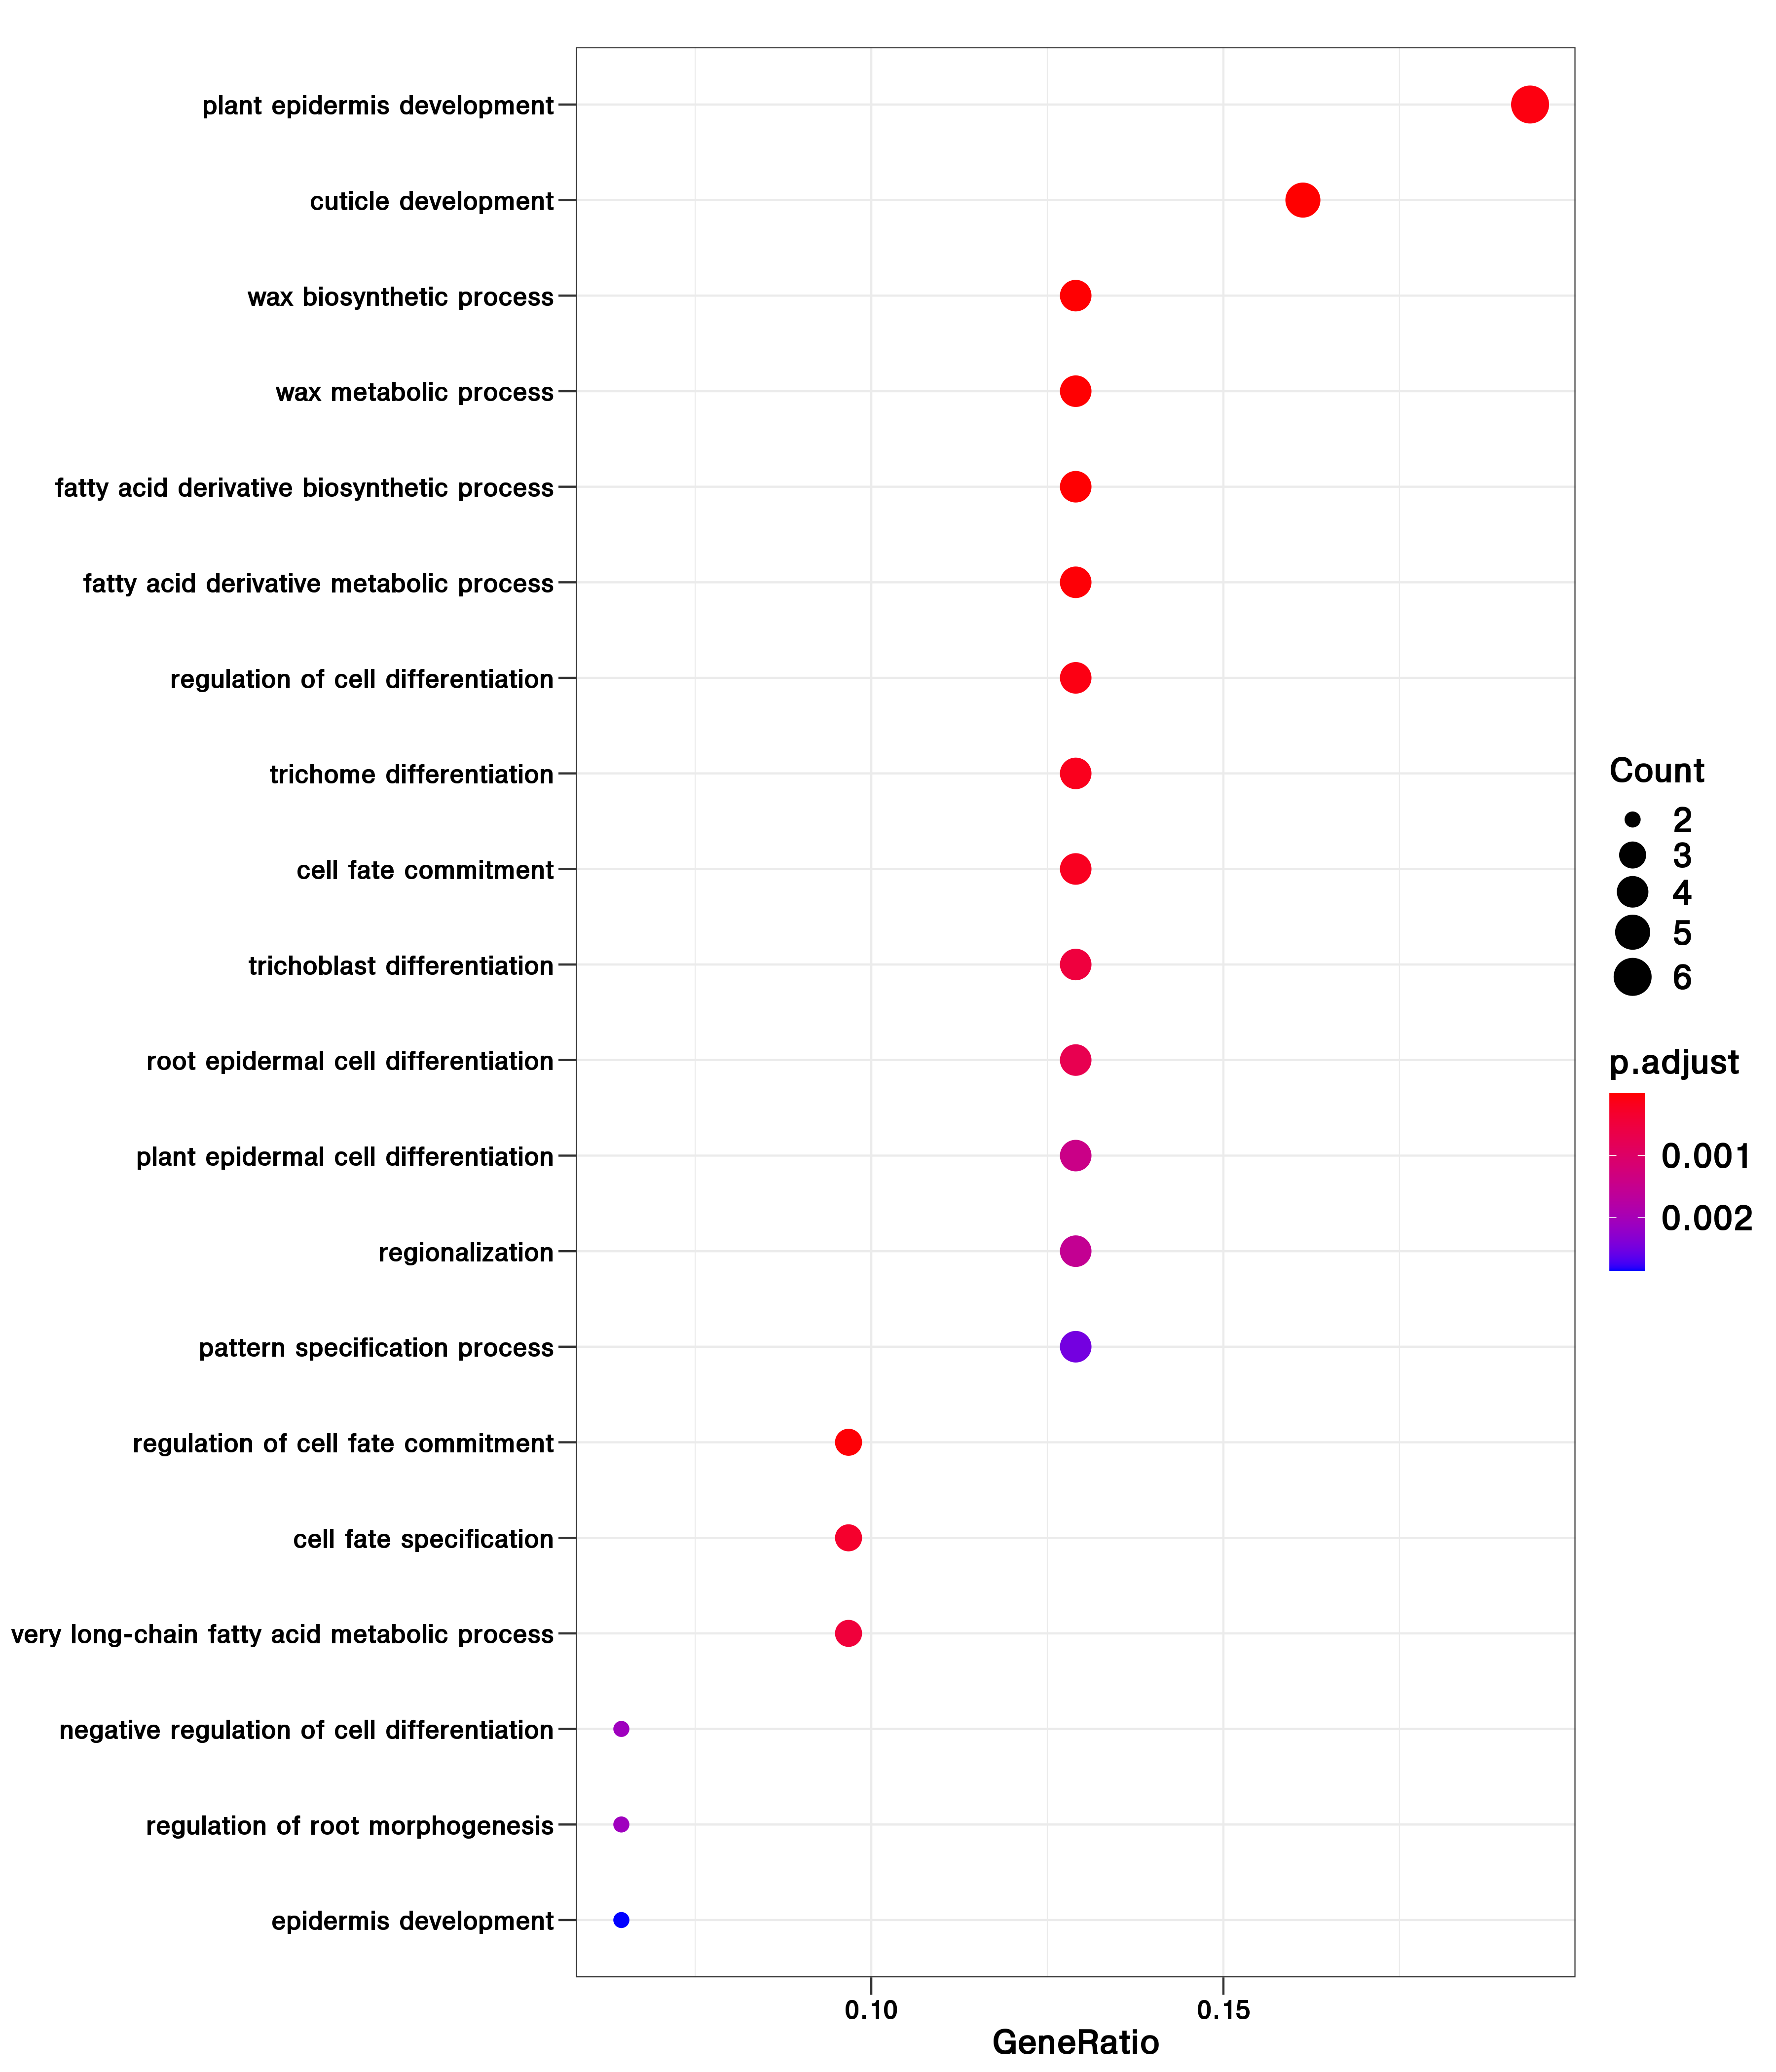 plant epidermis development
cuticle development
wax biosynthetic process
wax metabolic process
fatty acid derivative biosynthetic process
fatty acid derivative metabolic process
regulation of cell differentiation
trichome differentiation
cell fate commitment
trichoblast differentiation
root epidermal cell differentiation
plant epidermal cell differentiation
regionalization
pattern specification process
regulation of cell fate commitment
cell fate specification
very long-chain fatty acid metabolic process
negative regulation of cell differentiation
regulation of root morphogenesis
epidermis development
0.10 0.15
GeneRatio
Count
2
3
4
5
6
p.adjust
0.001
0.002